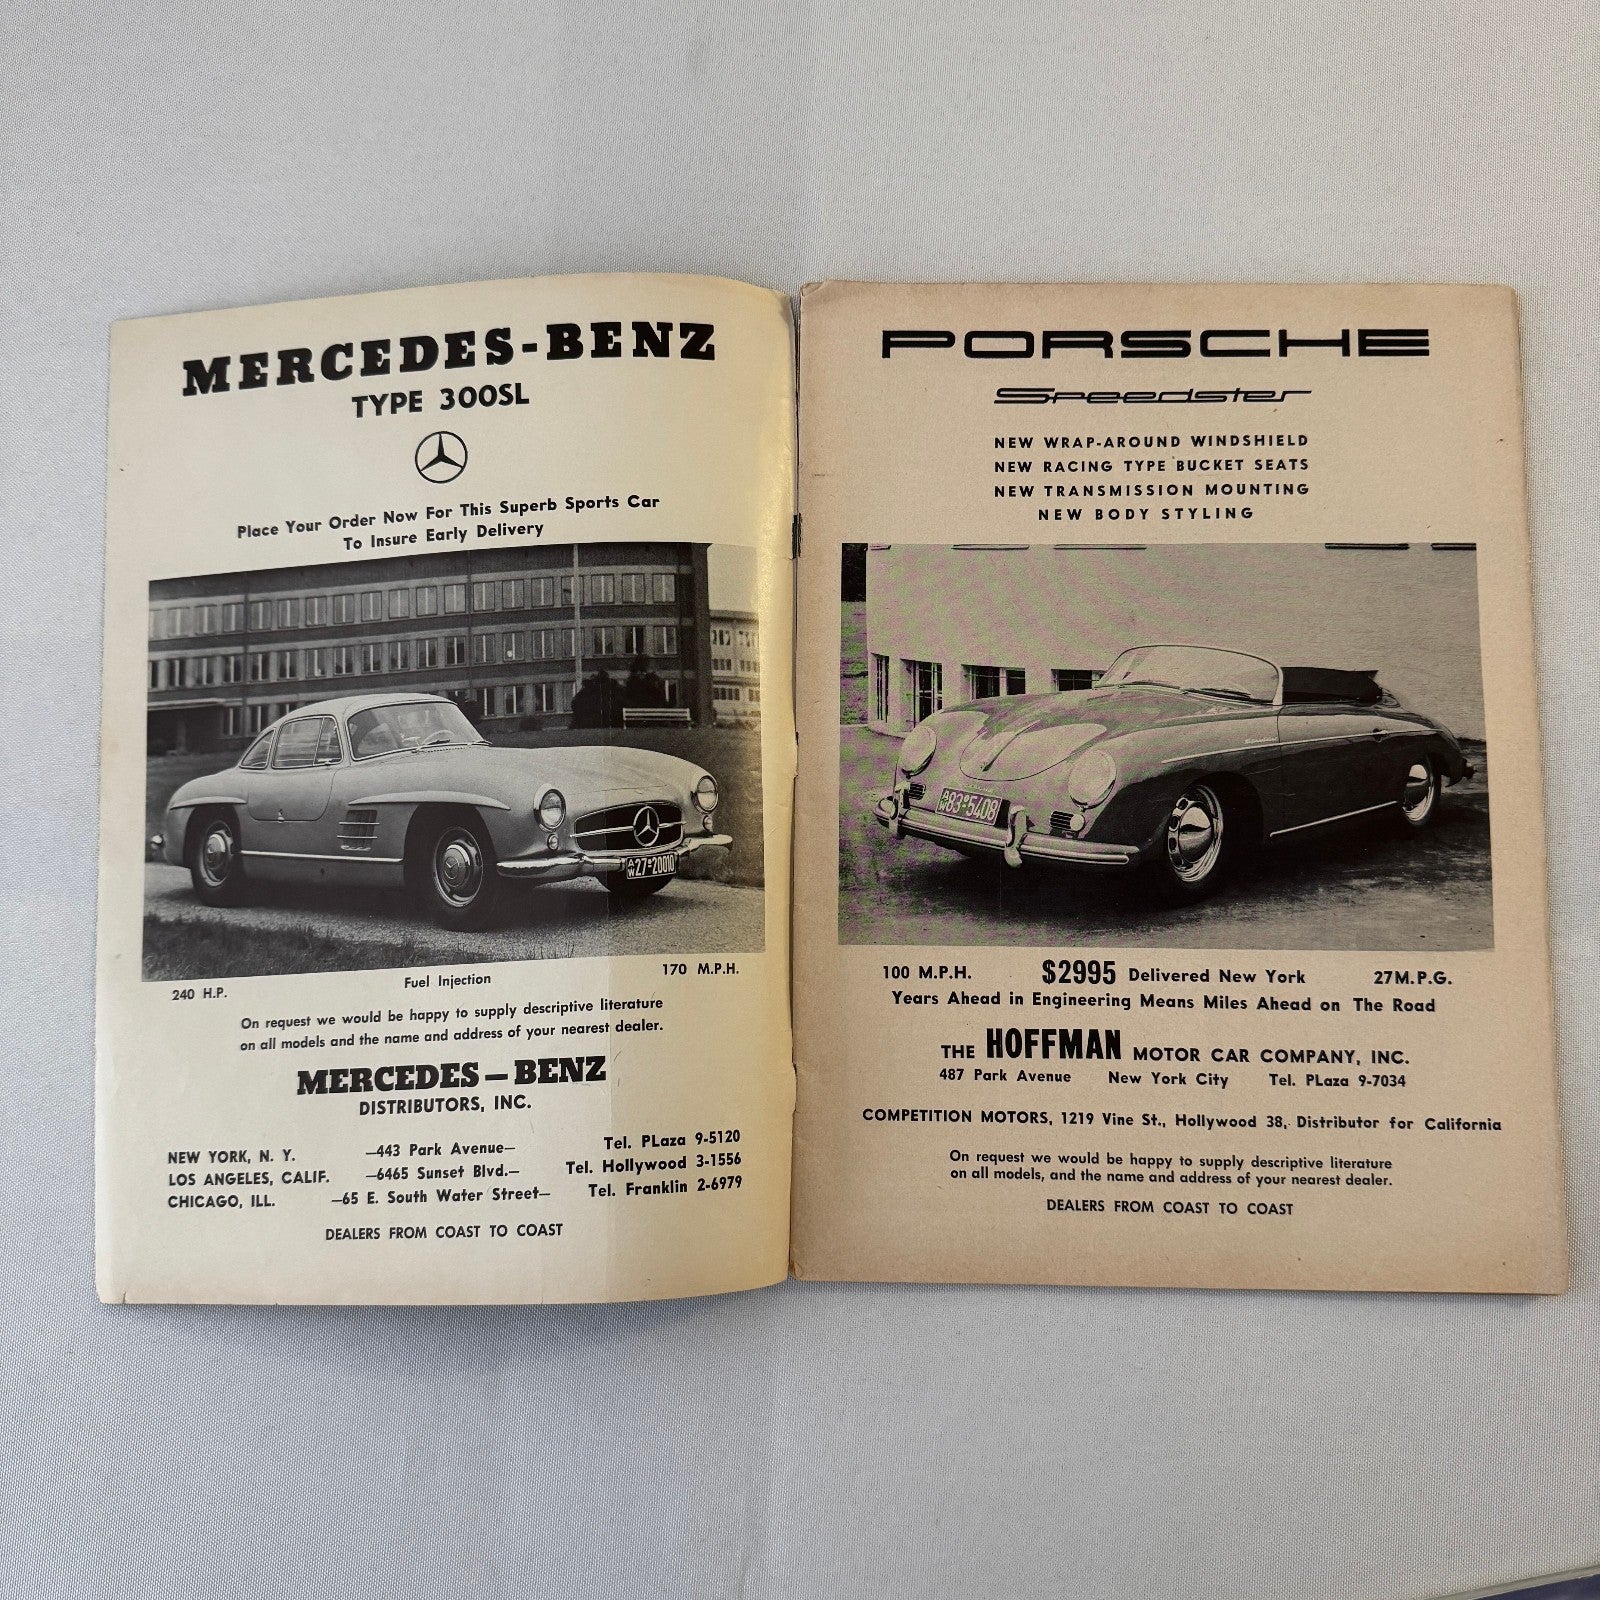 MERCEDES-BENZ
TYPE 300SL
Place Your Order Now For This Superb Sports Car
To Insure Early Delivery
27 20010
240 H.P. Fuel Injection 170 M.P.H.
On request we would be happy to supply descriptive literature
on all models and the name and address of your nearest dealer.
MERCEDES-BENZ
DISTRIBUTORS, INC.
NEW YORK, N. Y. —443 Park Avenue— Tel. PLaza 9-5120
LOS ANGELES, CALIF. —6465 Sunset Blvd.— Tel. Hollywood 3-1556
CHICAGO, ILL. —65 E. South Water Street— Tel. Franklin 2-6979
DEALERS FROM COAST TO COAST
PORSCHE
Speedster
NEW WRAP-AROUND WINDSHIELD
NEW RACING TYPE BUCKET SEATS
NEW TRANSMISSION MOUNTING
NEW BODY STYLING
83 5408
100 M.P.H. $2995 Delivered New York 27M.P.G.
Years Ahead in Engineering Means Miles Ahead on The Road
THE HOFFMAN MOTOR CAR COMPANY, INC.
487 Park Avenue New York City Tel. PLaza 9-7034
COMPETITION MOTORS, 1219 Vine St., Hollywood 38, Distributor for California
On request we would be happy to supply descriptive literature
on all models, and the name and address of your nearest dealer.
DEALERS FROM COAST TO COAST